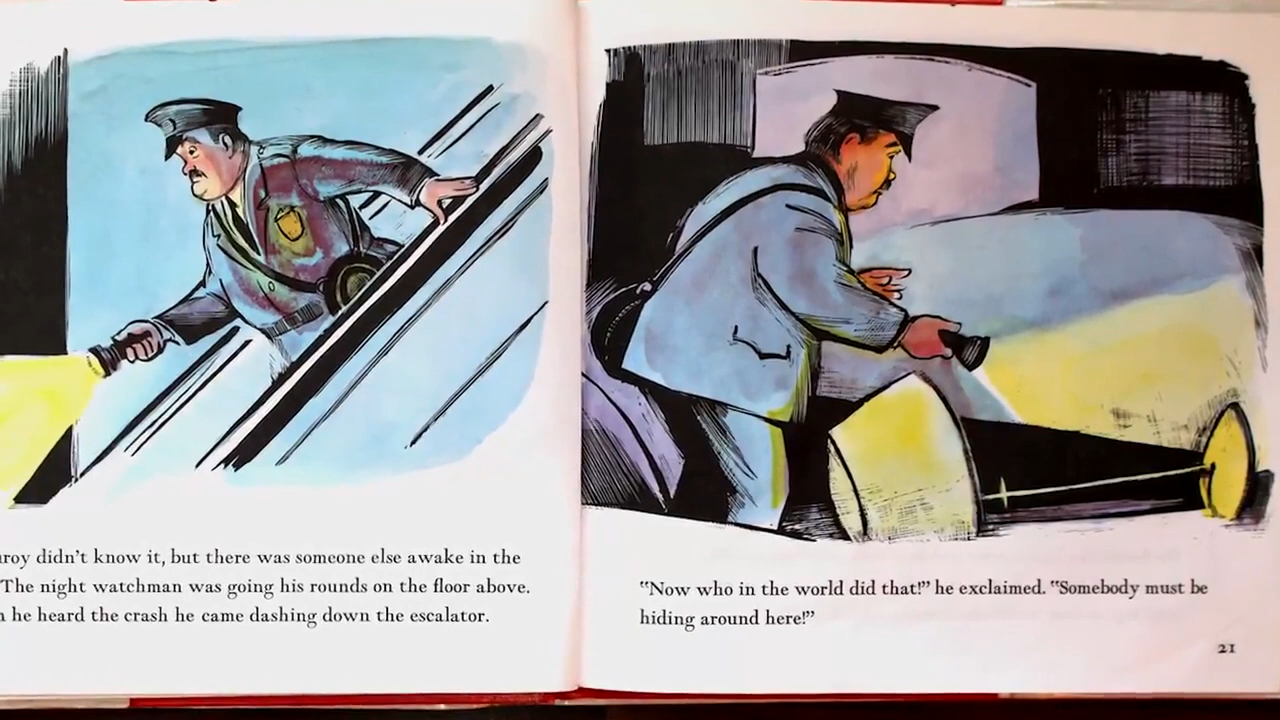 didn't know it, but there was someone else awake in the
The night watchman was going his rounds on the floor above.
he heard the crash he came dashing down the escalator.
"Now who in the world did that!" he exclaimed. "Somebody must be
hiding around here!"
21